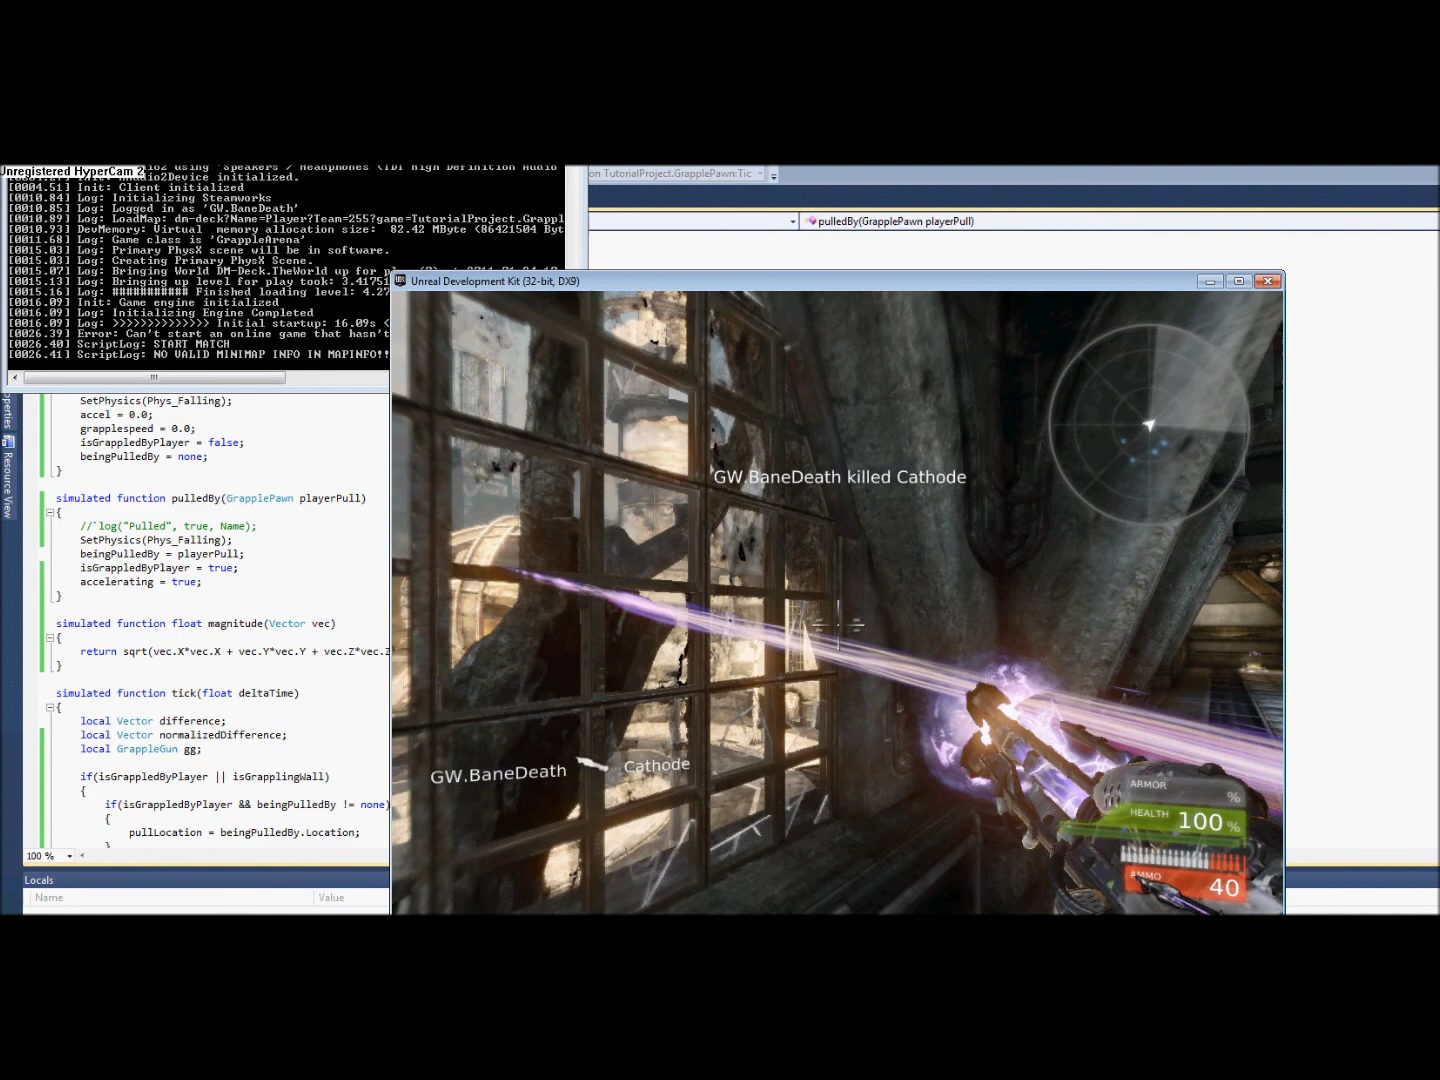 Unregistered HyperCam 2
Init: Client initialized
[0004.51] Init: Client initialized
[0010.84] Log: Initializing Steamworks
[0010.85] Log: Logged in as 'GW.BaneDeath'
[0010.89] Log: LoadMap: dm-deck?Name=Player?Team=255?game=TutorialProject.Grappl
[0010.93] DevMemory: Virtual memory allocation size: 82.42 MByte (86421504 Byt
[0011.68] Log: Game class is 'GrappleArena'
[0015.03] Log: Primary PhysX scene will be in software.
[0015.03] Log: Creating Primary PhysX Scene.
[0015.07] Log: Bringing World DM-Deck.TheWorld up for
[0015.13] Log: Bringing up level for play took: 3.41751
[0015.16] Log: ########### Finished loading level: 4.27
[0016.09] Init: Game engine initialized
[0016.09] Log: Initializing Engine Completed
[0016.09] Log: >>>>>>>>>>>>>> Initial startup: 16.09s <
[0026.39] Error: Can't start an online game that hasn't
[0026.40] ScriptLog: START MATCH
[0026.41] ScriptLog: NO VALID MINIMAP INFO IN MAPINFO!!
on TutorialProject.GrapplePawn:Tic
pulledBy(GrapplePawn playerPull)
Unreal Development Kit (32-bit, DX9)
operties
Resource View
SetPhysics(Phys_Falling);
accel = 0.0;
grapplespeed = 0.0;
isGrappledByPlayer = false;
beingPulledBy = none;
}
simulated function pulledBy(GrapplePawn playerPull)
{
//`log("Pulled", true, Name);
SetPhysics(Phys_Falling);
beingPulledBy = playerPull;
isGrappledByPlayer = true;
accelerating = true;
}
simulated function float magnitude(Vector vec)
{
return sqrt(vec.X*vec.X + vec.Y*vec.Y + vec.Z*vec.Z
}
simulated function tick(float deltaTime)
{
local Vector difference;
local Vector normalizedDifference;
local GrappleGun gg;
if(isGrappledByPlayer || isGrapplingWall)
{
if(isGrappledByPlayer && beingPulledBy != none)
{
pullLocation = beingPulledBy.Location;
}
100 %
Locals
Name Value
GW.BaneDeath killed Cathode
GW.BaneDeath Cathode
ARMOR
%
HEALTH 100 %
AMMO 40